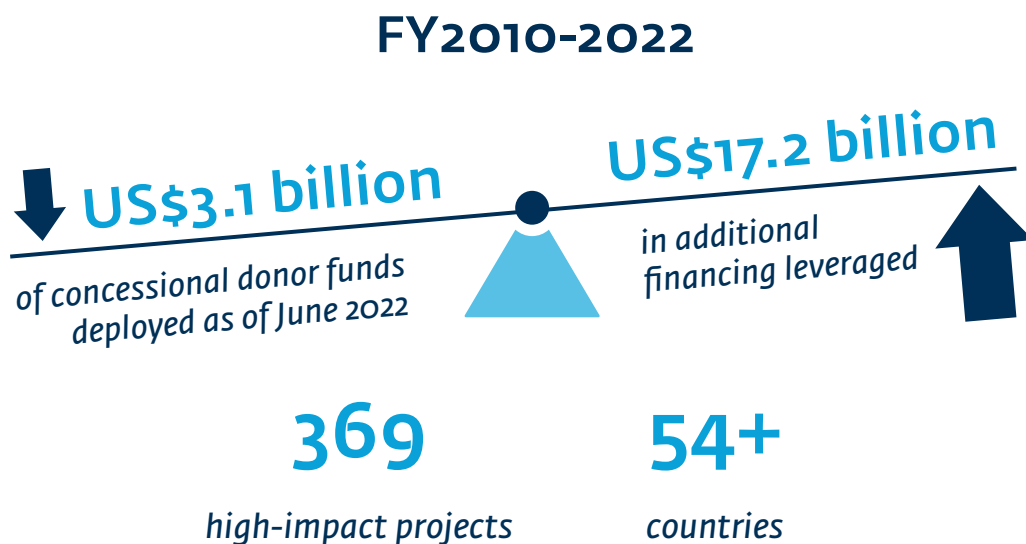 FY2010-2022
US$3.1 billion
of concessional donor funds
deployed as of June 2022
US$17.2 billion
in additional
financing leveraged
369
high-impact projects
54+
countries